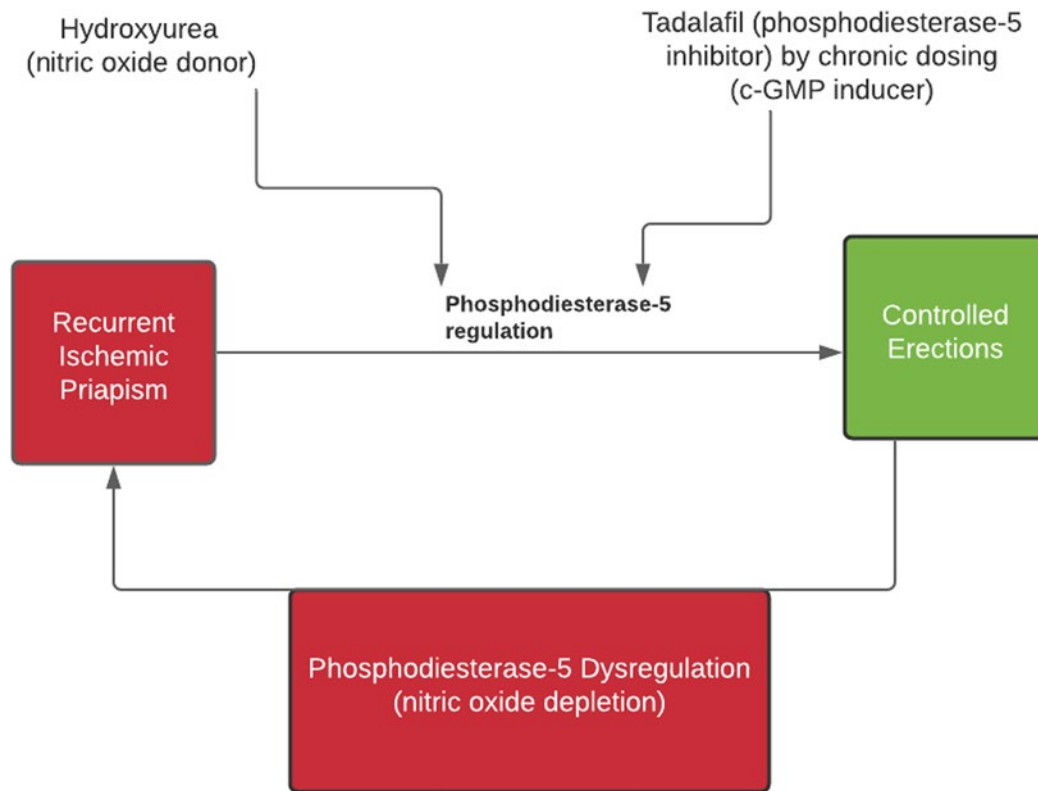 Hydroxyurea
(nitric oxide donor)
Tadalafil (phosphodiesterase-5
inhibitor) by chronic dosing
(c-GMP inducer)
Phosphodiesterase-5
regulation
Recurrent
Ischemic
Priapism
Controlled
Erections
Phosphodiesterase-5 Dysregulation
(nitric oxide depletion)